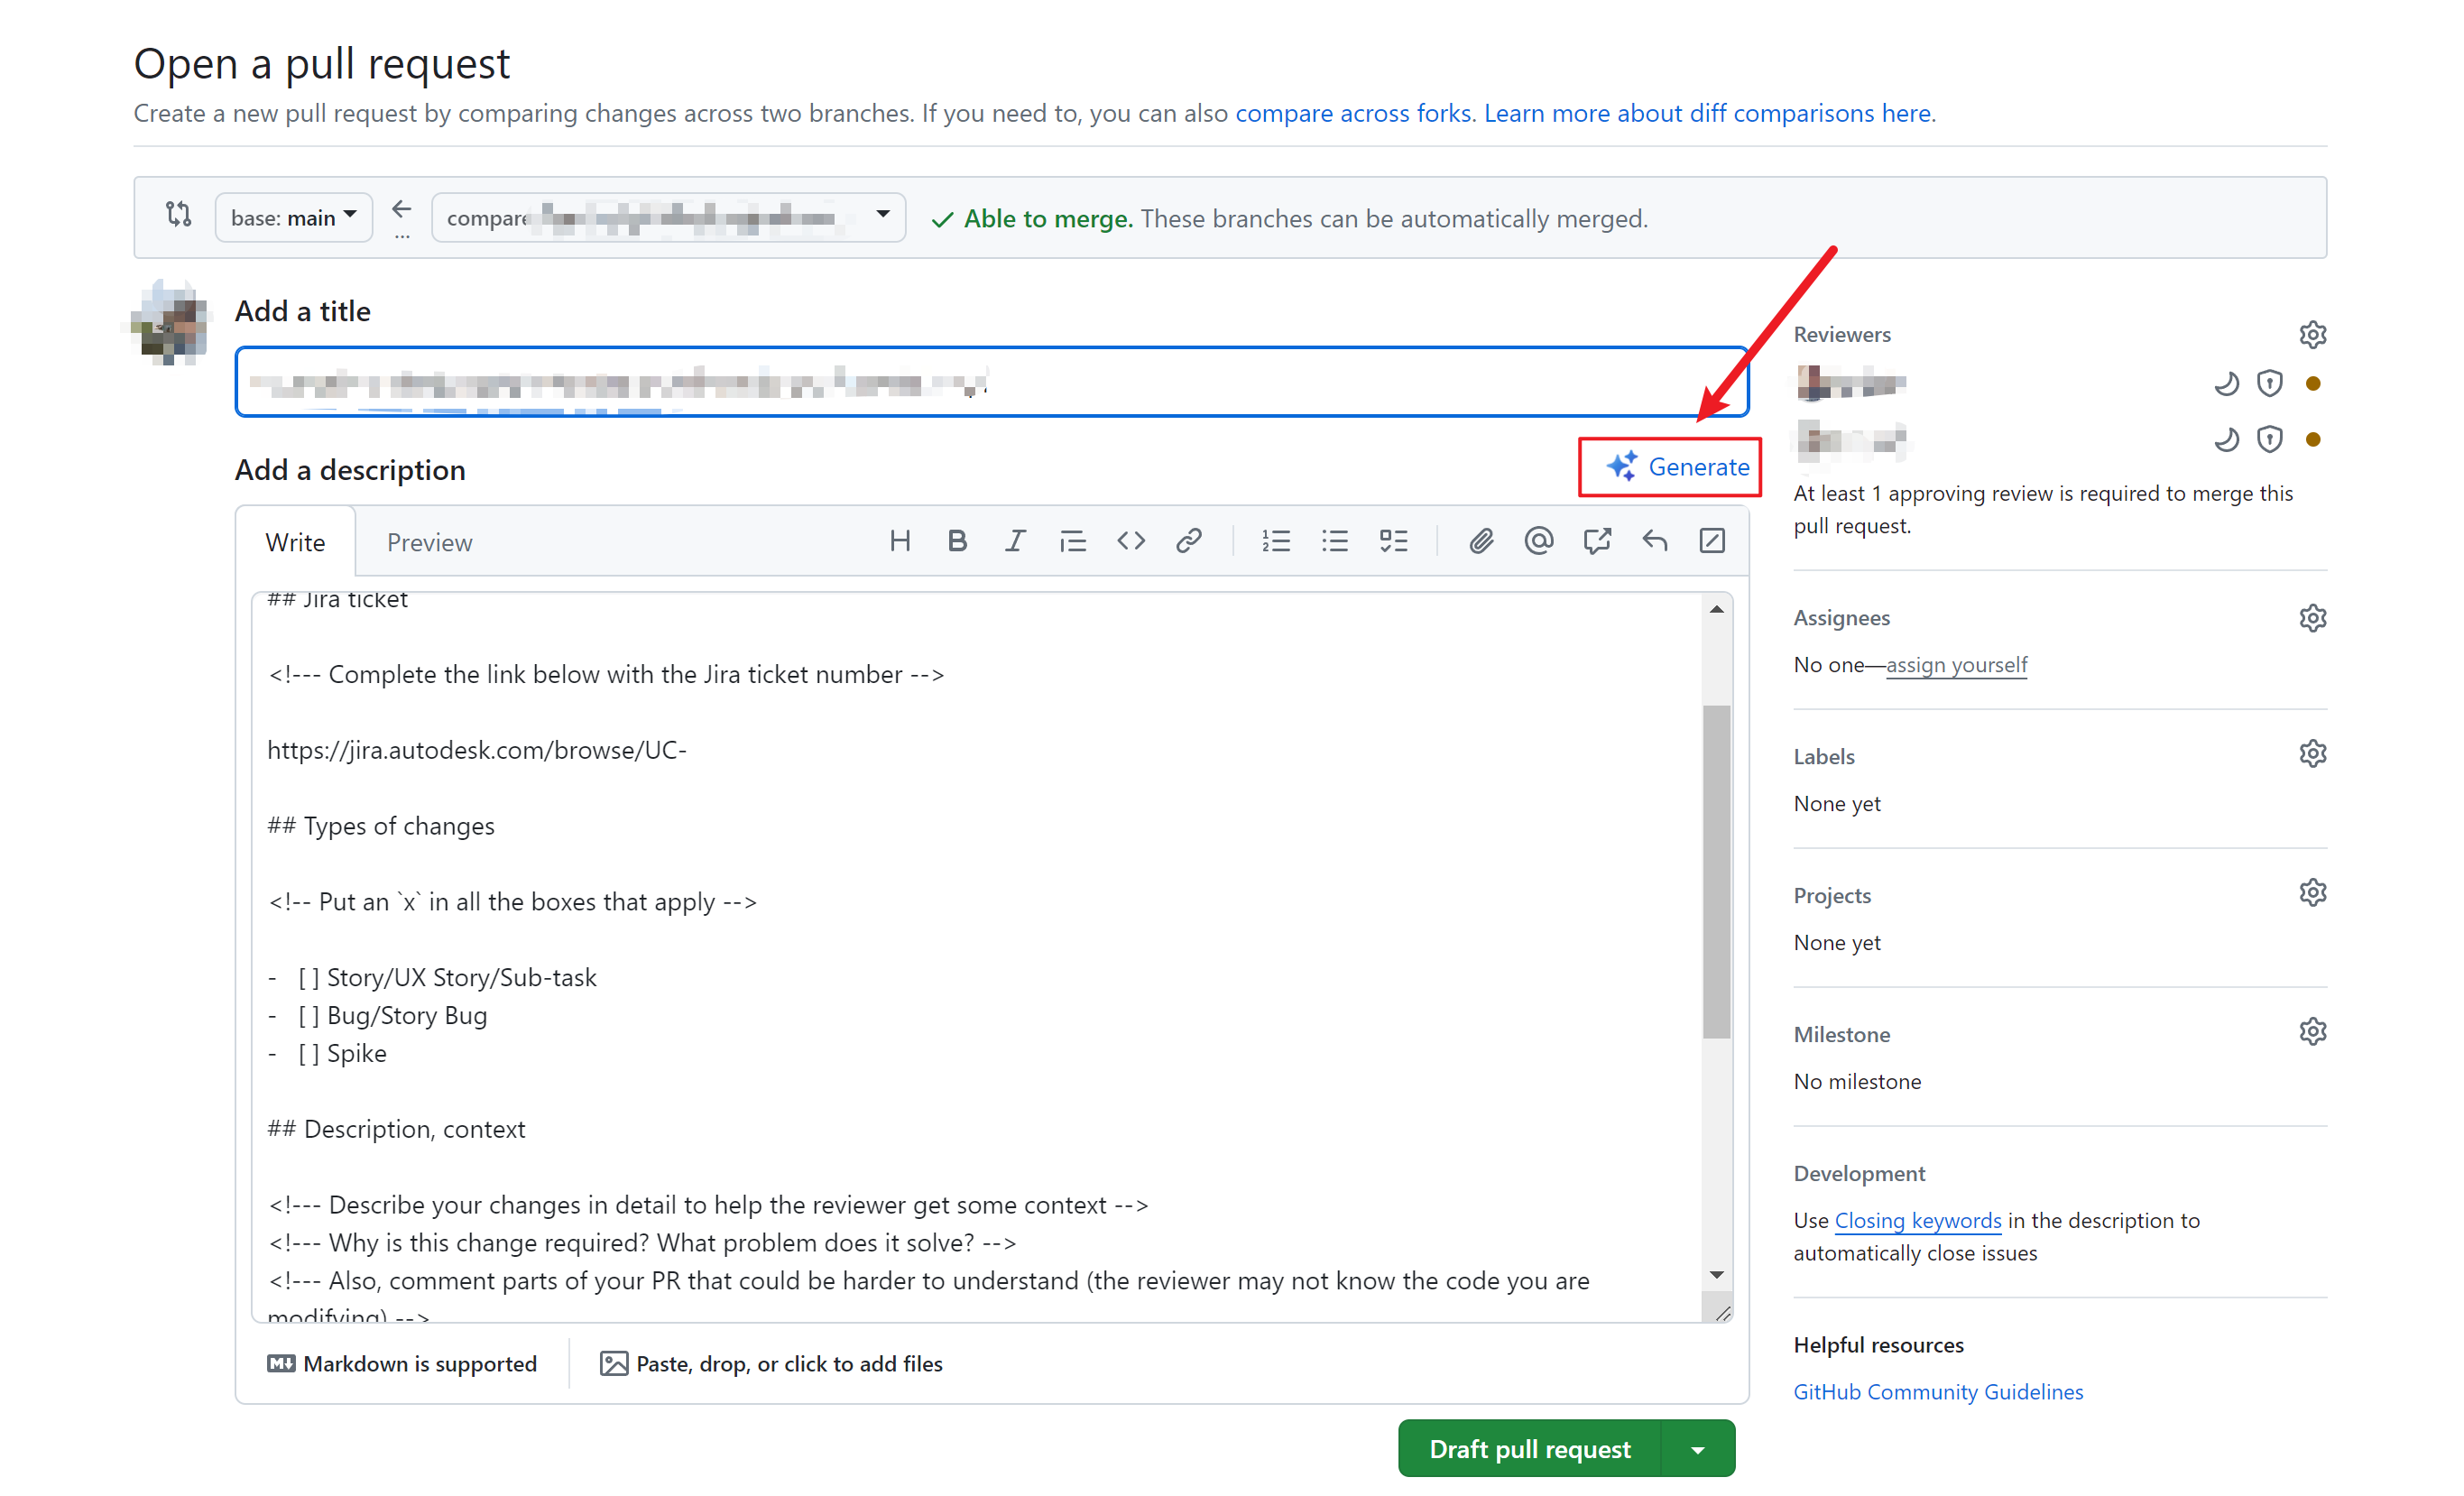 Open a pull request
Create a new pull request by comparing changes across two branches. If you need to, you can also compare across forks. Learn more about diff comparisons here.
base: main
...
compare
Able to merge. These branches can be automatically merged.
Add a title
Add a description
Generate
Write
Preview
## Jira ticket
<!--- Complete the link below with the Jira ticket number -->
https://jira.autodesk.com/browse/UC-
## Types of changes
<!-- Put an `x` in all the boxes that apply -->
- [ ] Story/UX Story/Sub-task
- [ ] Bug/Story Bug
- [ ] Spike
## Description, context
<!--- Describe your changes in detail to help the reviewer get some context -->
<!--- Why is this change required? What problem does it solve? -->
<!--- Also, comment parts of your PR that could be harder to understand (the reviewer may not know the code you are
modifying) -->
Markdown is supported
Paste, drop, or click to add files
Draft pull request
Reviewers
At least 1 approving review is required to merge this
pull request.
Assignees
No one—assign yourself
Labels
None yet
Projects
None yet
Milestone
No milestone
Development
Use Closing keywords in the description to
automatically close issues
Helpful resources
GitHub Community Guidelines